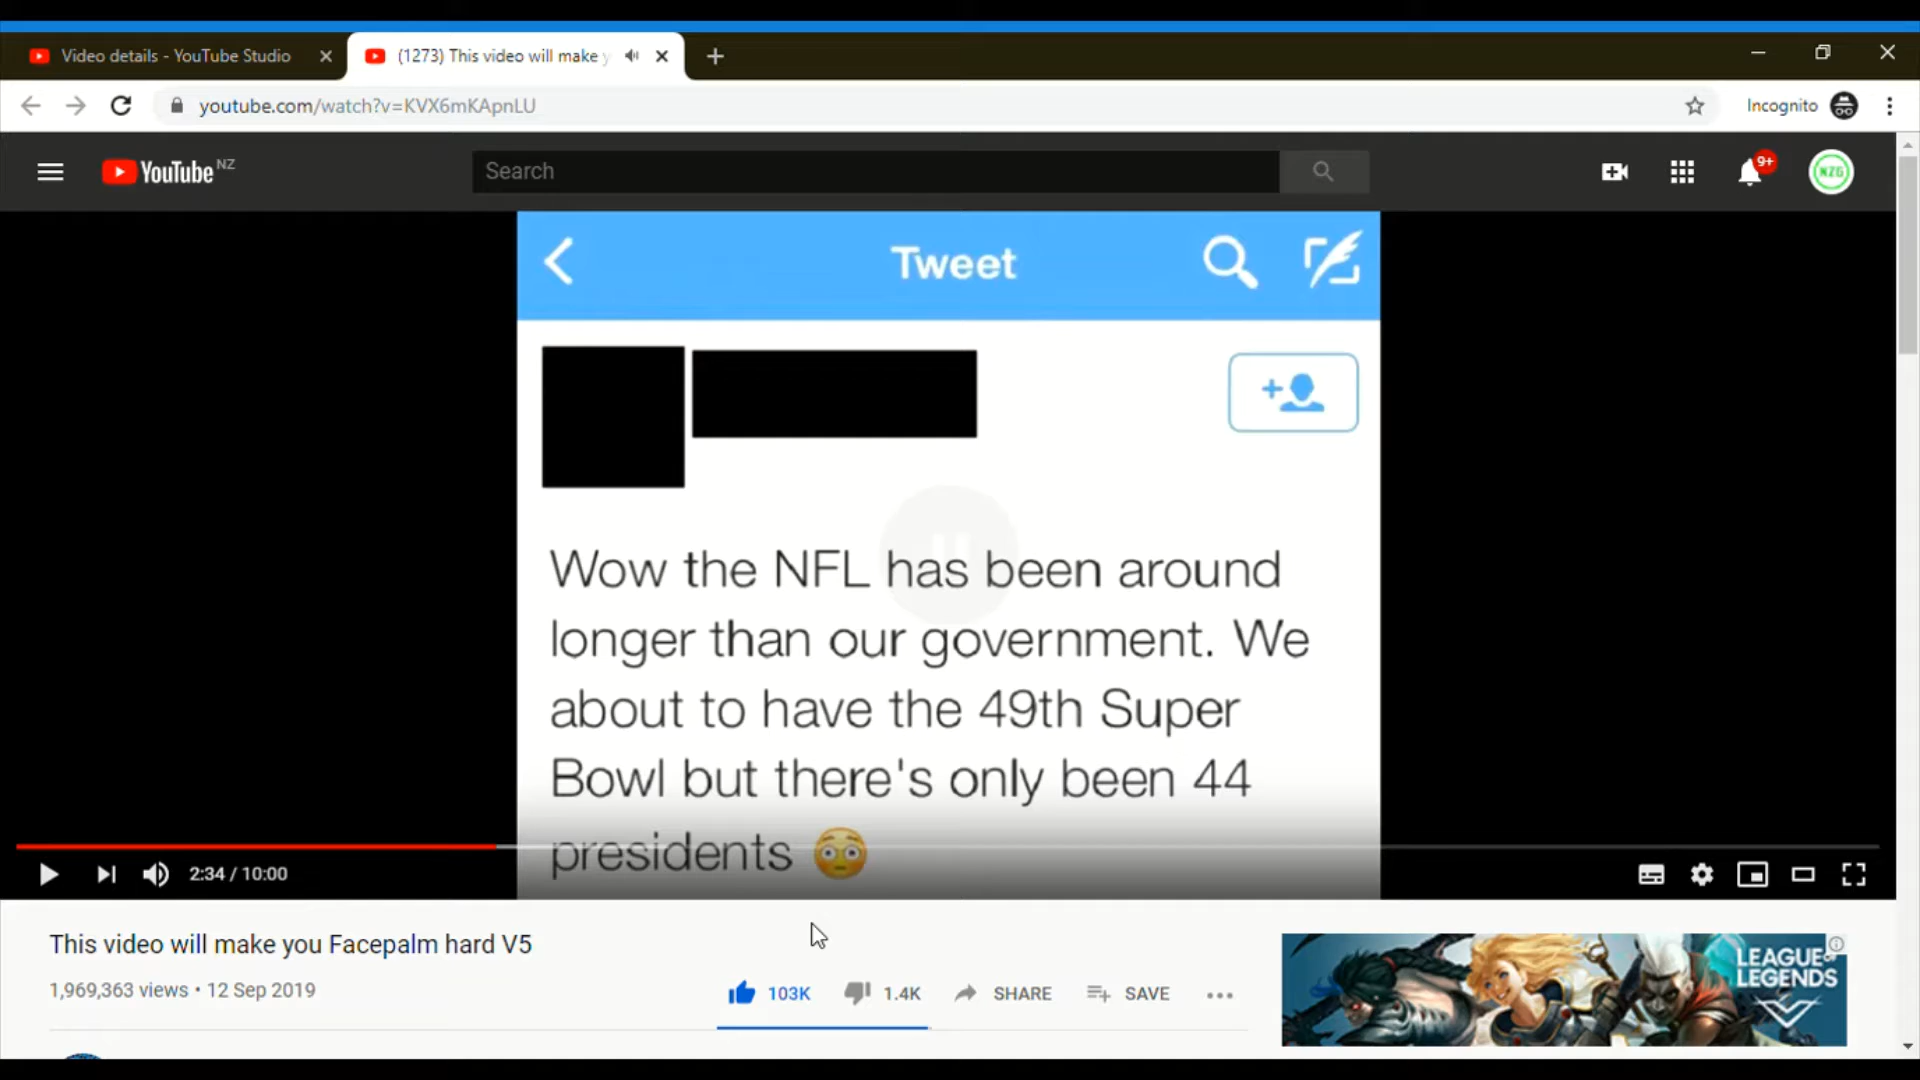 Video details - YouTube Studio
(1273) This video will make y
youtube.com/watch?v=KVX6mKApnLU
Incognito
YouTube NZ
Search
9+
NZG
Tweet
Wow the NFL has been around
longer than our government. We
about to have the 49th Super
Bowl but there's only been 44
presidents 😳
2:34 / 10:00
This video will make you Facepalm hard V5
1,969,363 views • 12 Sep 2019
103K
1.4K
SHARE
SAVE
LEAGUE OF
LEGENDS